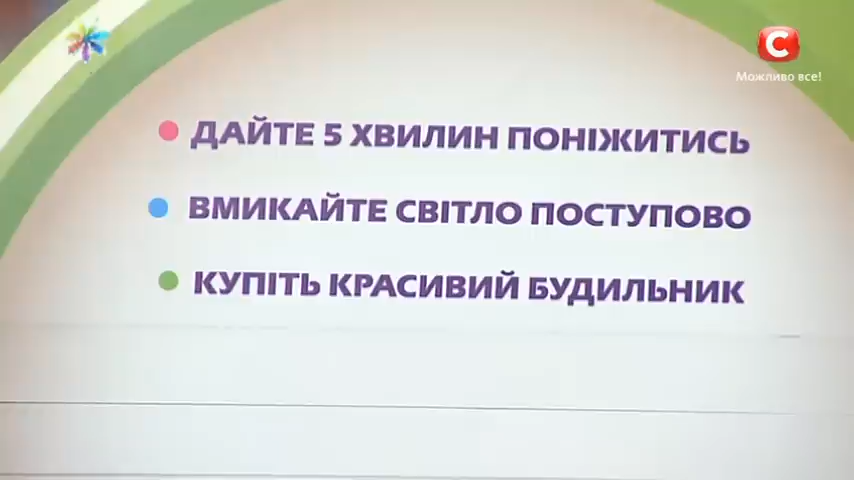 С
Можливо все!
ДАЙТЕ 5 ХВИЛИН ПОНІЖИТИСЬ
ВМИКАЙТЕ СВІТЛО ПОСТУПОВО
КУПІТЬ КРАСИВИЙ БУДИЛЬНИК